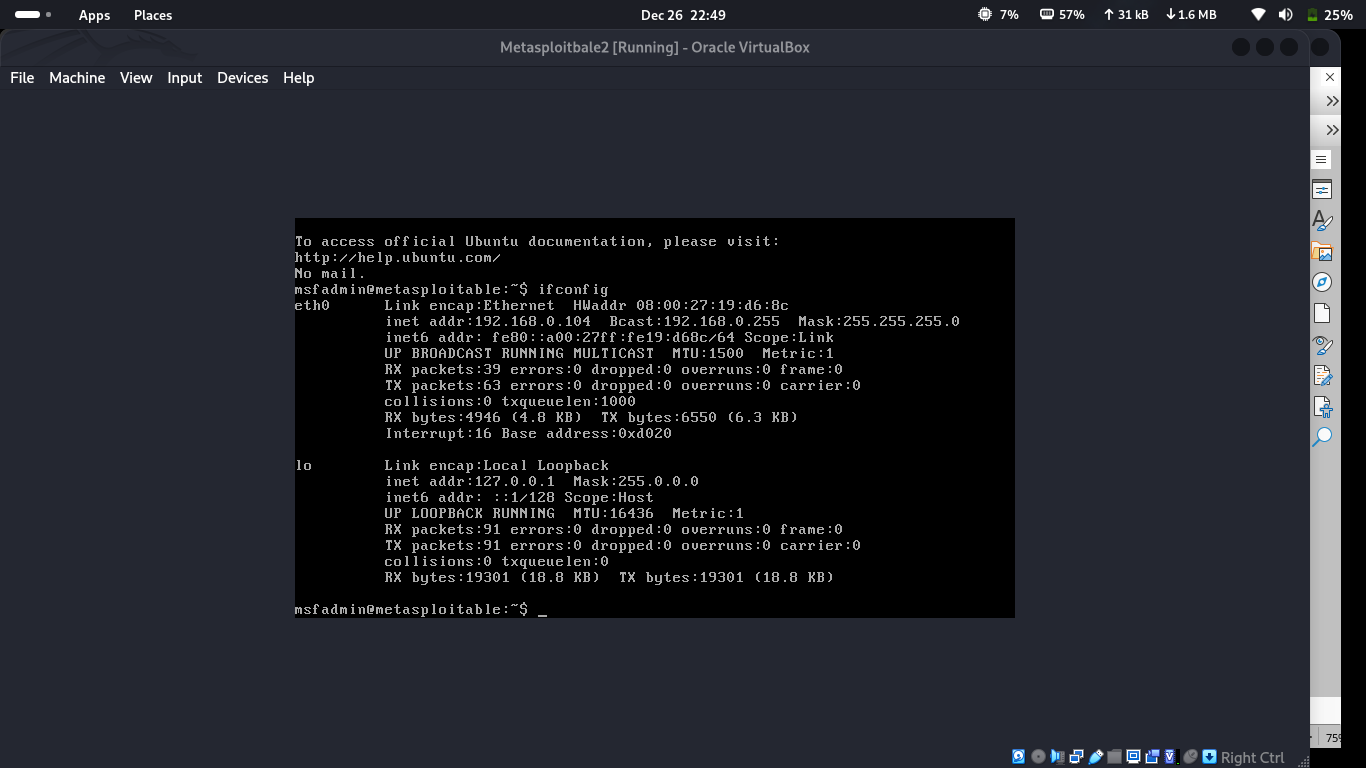 Apps Places Dec 26 22:49 7% 57% 31 kB 1.6 MB 25%
Metasploitbale2 [Running] - Oracle VirtualBox
File Machine View Input Devices Help
To access official Ubuntu documentation, please visit:
http://help.ubuntu.com/
No mail.
msfadmin@metasploitable:~$ ifconfig
eth0 Link encap:Ethernet HWaddr 08:00:27:19:d6:8c
inet addr:192.168.0.104 Bcast:192.168.0.255 Mask:255.255.255.0
inet6 addr: fe80::a00:27ff:fe19:d68c/64 Scope:Link
UP BROADCAST RUNNING MULTICAST MTU:1500 Metric:1
RX packets:39 errors:0 dropped:0 overruns:0 frame:0
TX packets:63 errors:0 dropped:0 overruns:0 carrier:0
collisions:0 txqueuelen:1000
RX bytes:4946 (4.8 KB) TX bytes:6550 (6.3 KB)
Interrupt:16 Base address:0xd020
lo Link encap:Local Loopback
inet addr:127.0.0.1 Mask:255.0.0.0
inet6 addr: ::1/128 Scope:Host
UP LOOPBACK RUNNING MTU:16436 Metric:1
RX packets:91 errors:0 dropped:0 overruns:0 frame:0
TX packets:91 errors:0 dropped:0 overruns:0 carrier:0
collisions:0 txqueuelen:0
RX bytes:19301 (18.8 KB) TX bytes:19301 (18.8 KB)
msfadmin@metasploitable:~$ _
75%
Right Ctrl